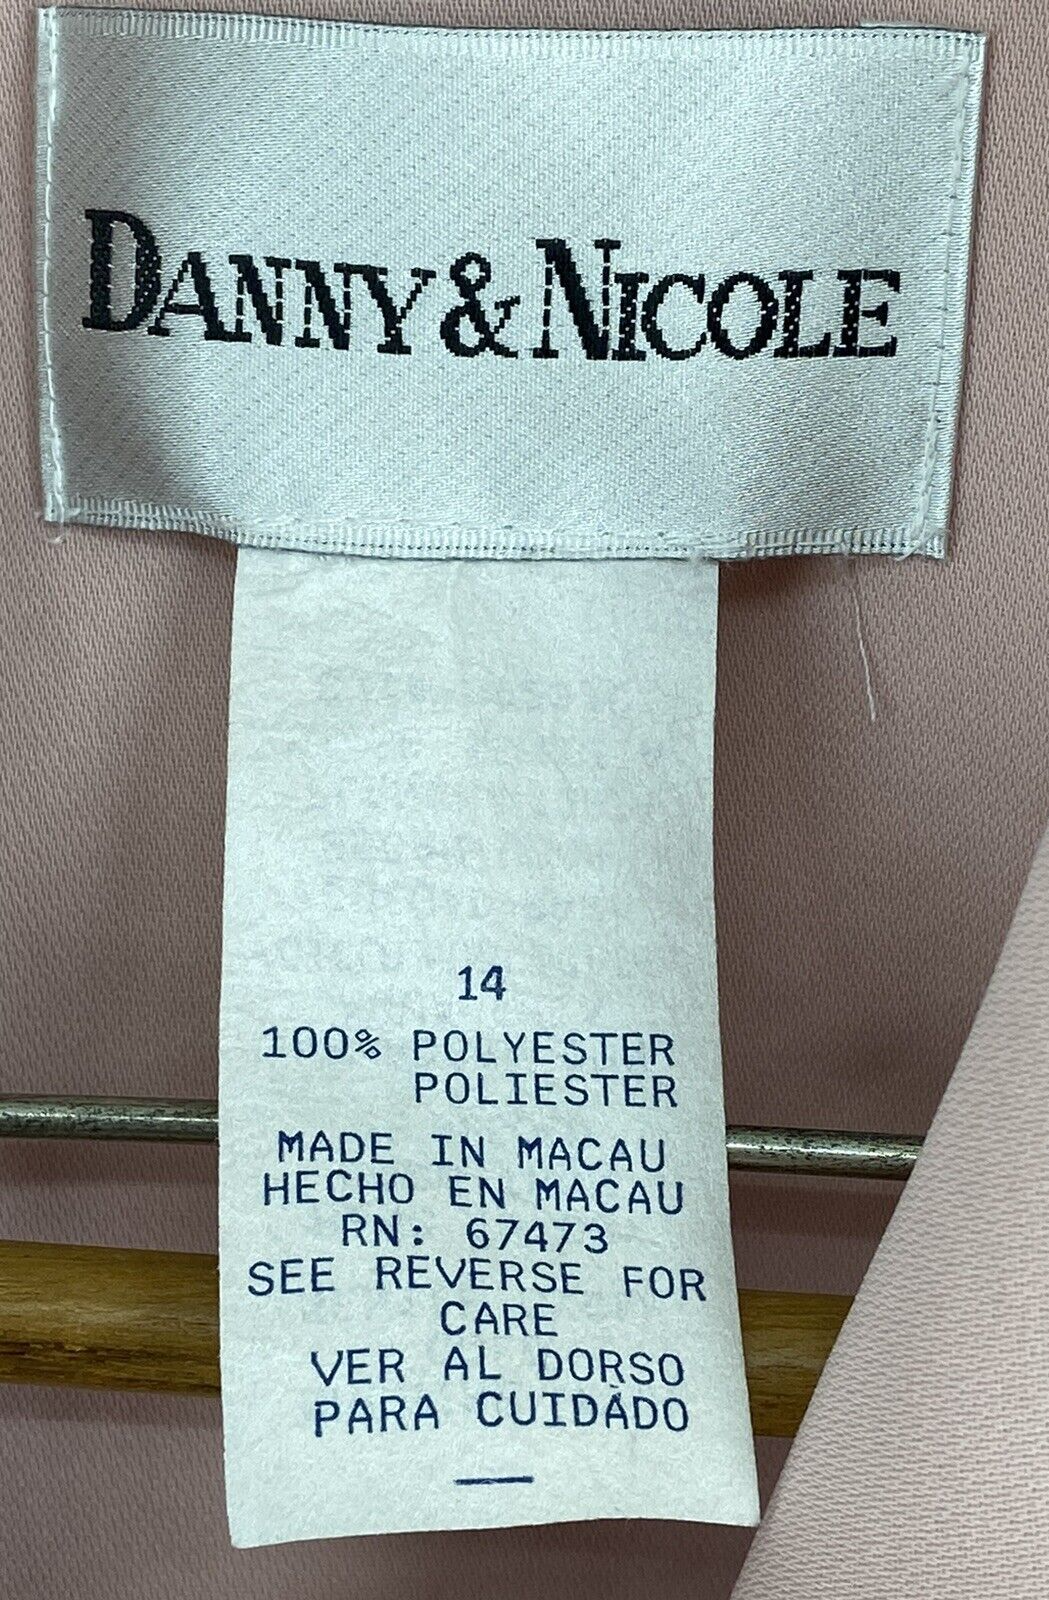 DANNY & NICOLE
14
100% POLYESTER
POLIESTER
MADE IN MACAU
HECHO EN MACAU
RN: 67473
SEE REVERSE FOR
CARE
VER AL DORSO
PARA CUIDADO